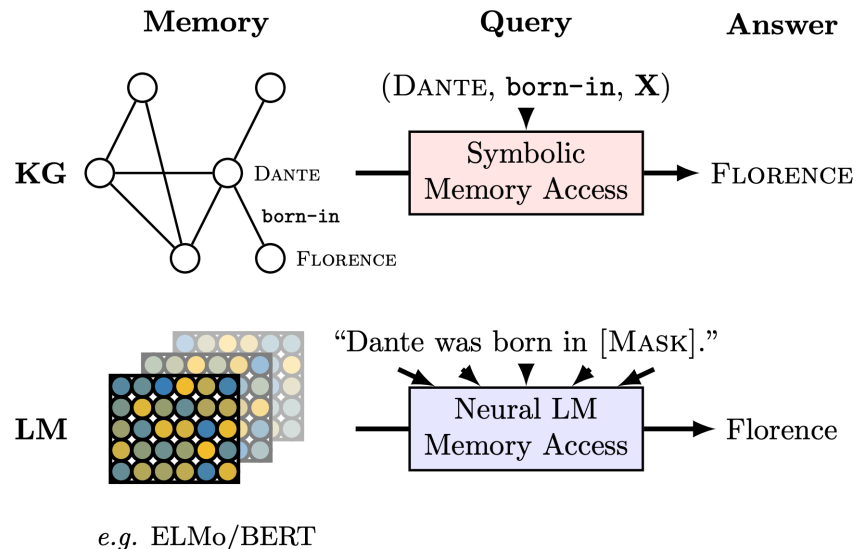 Memory Query Answer
(DANTE, born-in, X)
KG
DANTE
Symbolic
Memory Access
FLORENCE
born-in
FLORENCE
“Dante was born in [MASK].”
LM
Neural LM
Memory Access
Florence
e.g. ELMo/BERT